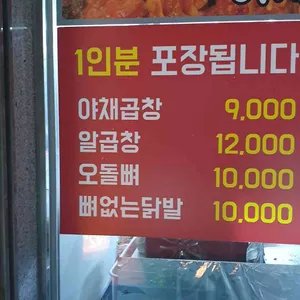 1인분 포장됩니다
야채곱창 9,000
알곱창 12,000
오돌뼈 10,000
뼈없는닭발 10,000